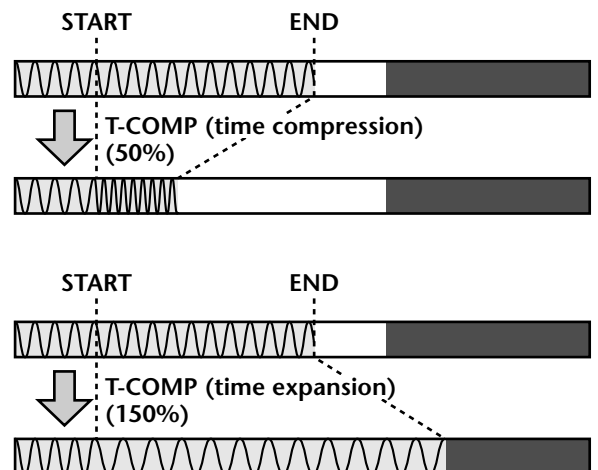 START END
T-COMP (time compression)
(50%)
START END
T-COMP (time expansion)
(150%)